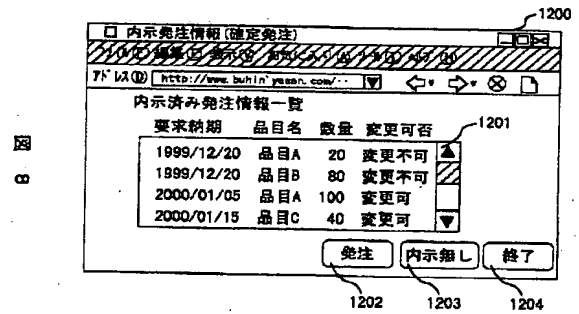 1200
内示発注情報(確定発注)
アドレス(D) http://www.buhin'yasan.com/‥
内示済み発注情報一覧
要求納期 品目名 数量 変更可否
1201
1999/12/20 品目A 20 変更不可
1999/12/20 品目B 80 変更不可
2000/01/05 品目A 100 変更可
2000/01/15 品目C 40 変更可
発注 内示無し 終了
1202 1203 1204
図
8